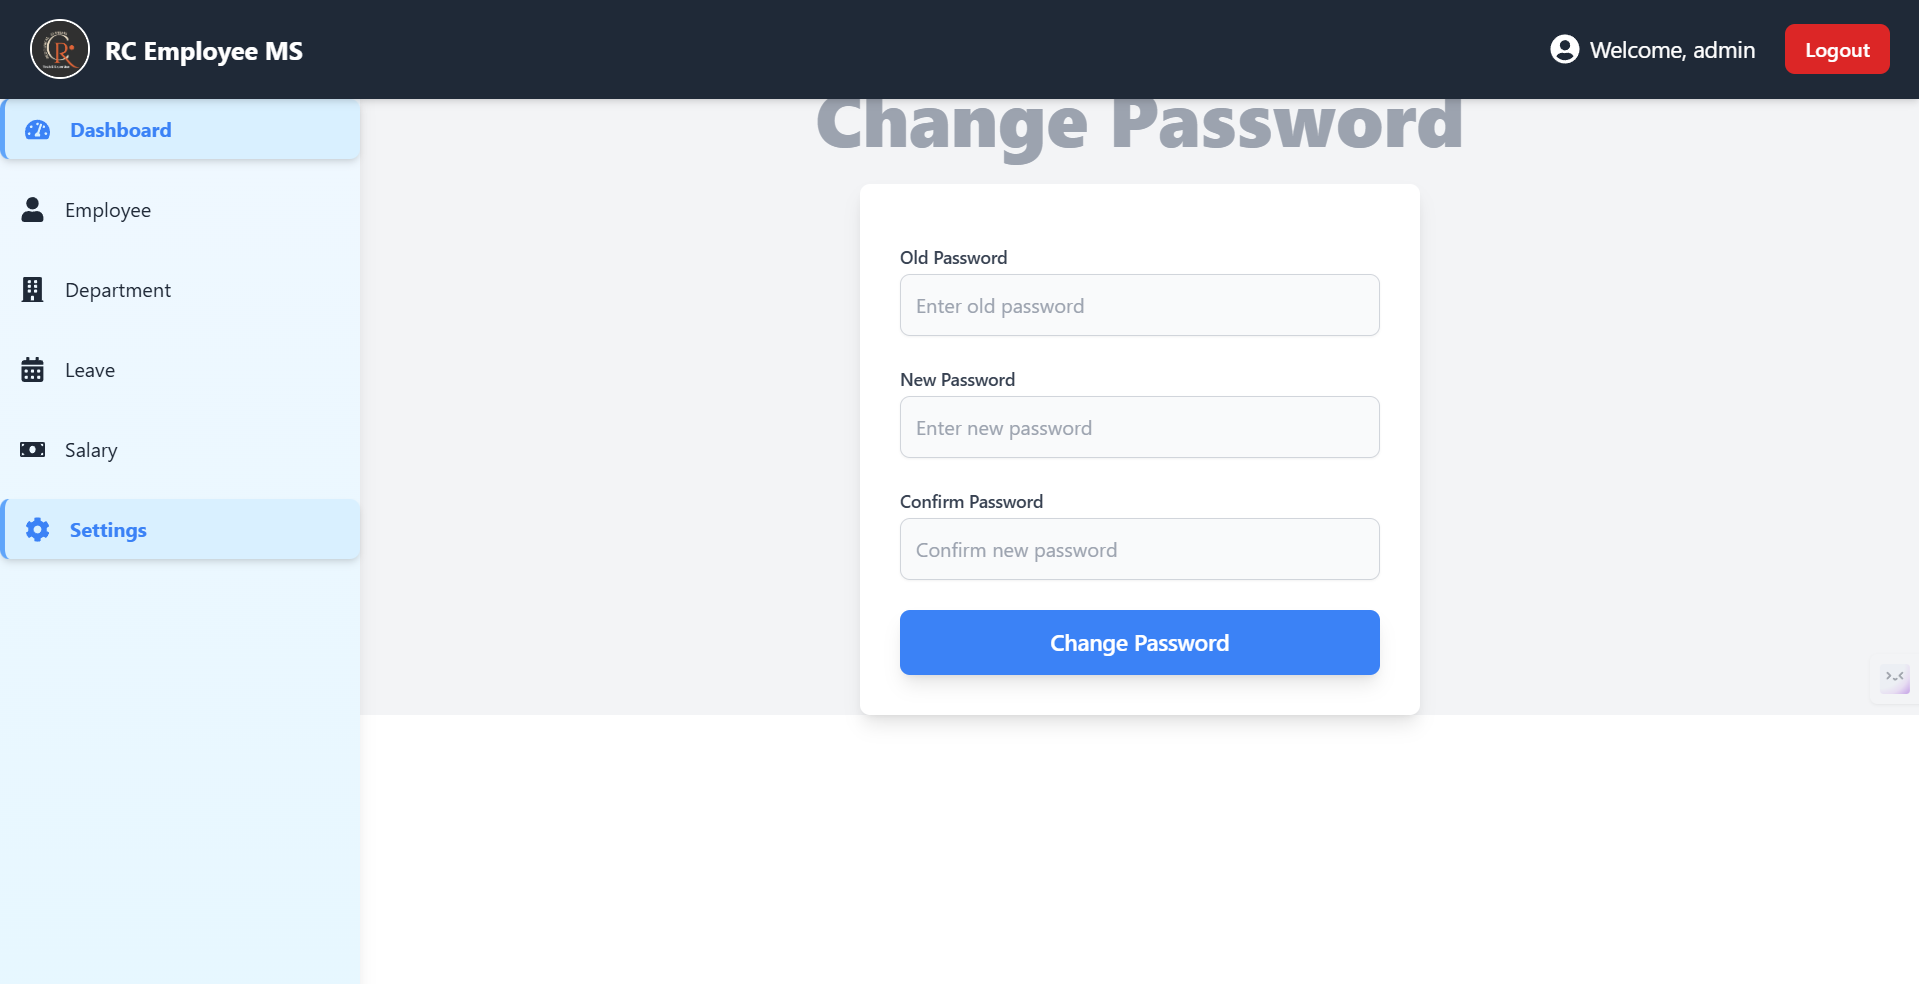 RC Employee MS
Welcome, admin
Logout
Dashboard
Employee
Department
Leave
Salary
Settings
Change Password
Old Password
Enter old password
New Password
Enter new password
Confirm Password
Confirm new password
Change Password